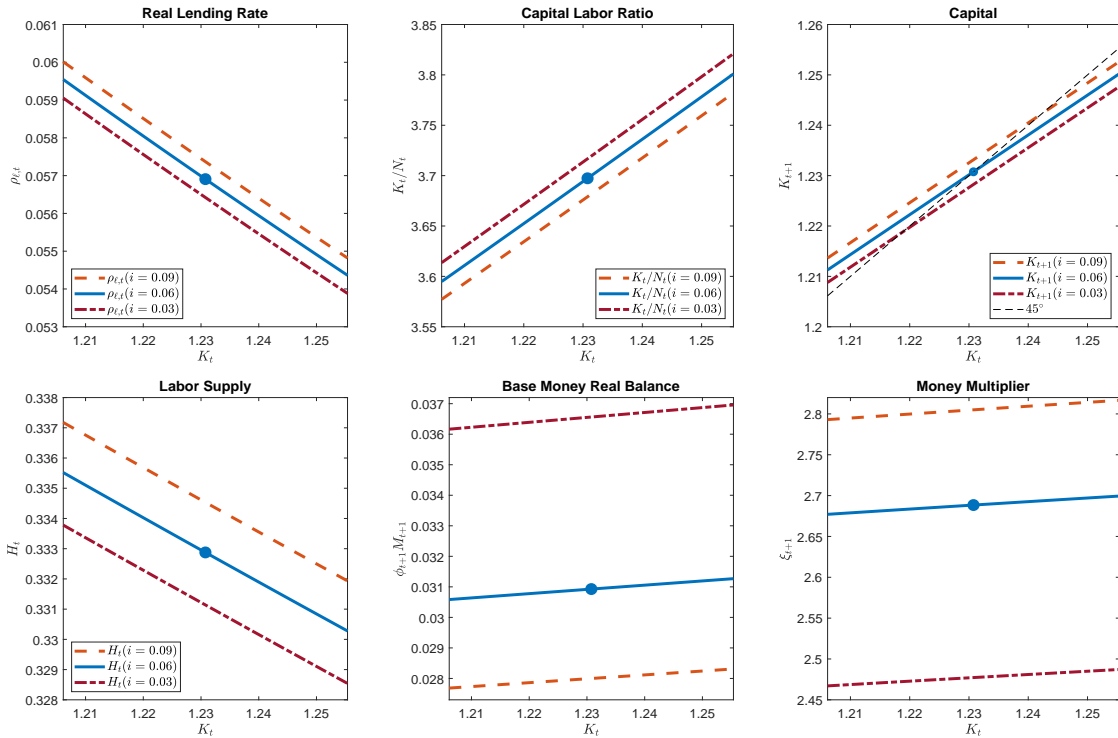 Real Lending Rate
0.061
0.06
0.059
0.058
0.057
0.056
0.055
0.054
0.053
ρℓ,t
ρℓ,t(i = 0.09)
ρℓ,t(i = 0.06)
ρℓ,t(i = 0.03)
1.21 1.22 1.23 1.24 1.25
Kt
Capital Labor Ratio
3.85
3.8
3.75
3.7
3.65
3.6
3.55
Kt/Nt
Kt/Nt(i = 0.09)
Kt/Nt(i = 0.06)
Kt/Nt(i = 0.03)
1.21 1.22 1.23 1.24 1.25
Kt
Capital
1.26
1.25
1.24
1.23
1.22
1.21
1.2
Kt+1
Kt+1(i = 0.09)
Kt+1(i = 0.06)
Kt+1(i = 0.03)
45°
1.21 1.22 1.23 1.24 1.25
Kt
Labor Supply
0.338
0.337
0.336
0.335
0.334
0.333
0.332
0.331
0.33
0.329
0.328
Ht
Ht(i = 0.09)
Ht(i = 0.06)
Ht(i = 0.03)
1.21 1.22 1.23 1.24 1.25
Kt
Base Money Real Balance
0.037
0.036
0.035
0.034
0.033
0.032
0.031
0.03
0.029
0.028
ϕt+1Mt+1
1.21 1.22 1.23 1.24 1.25
Kt
Money Multiplier
2.8
2.75
2.7
2.65
2.6
2.55
2.5
2.45
ξt+1
1.21 1.22 1.23 1.24 1.25
Kt